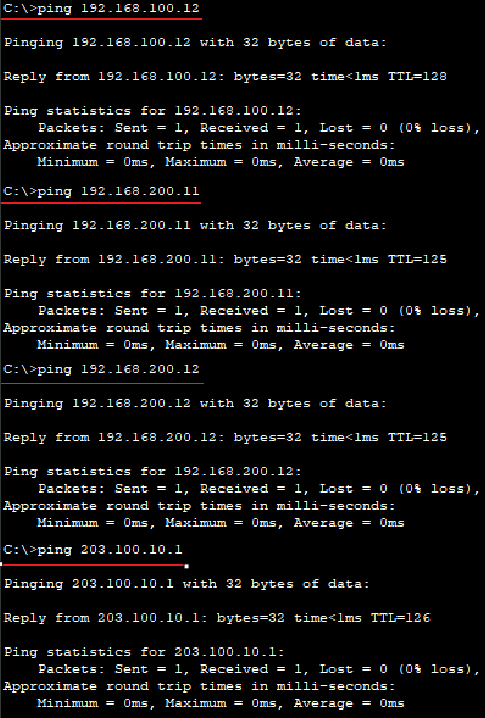 C:\>ping 192.168.100.12
Pinging 192.168.100.12 with 32 bytes of data:
Reply from 192.168.100.12: bytes=32 time<1ms TTL=128
Ping statistics for 192.168.100.12:
Packets: Sent = 1, Received = 1, Lost = 0 (0% loss),
Approximate round trip times in milli-seconds:
Minimum = 0ms, Maximum = 0ms, Average = 0ms
C:\>ping 192.168.200.11
Pinging 192.168.200.11 with 32 bytes of data:
Reply from 192.168.200.11: bytes=32 time<1ms TTL=125
Ping statistics for 192.168.200.11:
Packets: Sent = 1, Received = 1, Lost = 0 (0% loss),
Approximate round trip times in milli-seconds:
Minimum = 0ms, Maximum = 0ms, Average = 0ms
C:\>ping 192.168.200.12
Pinging 192.168.200.12 with 32 bytes of data:
Reply from 192.168.200.12: bytes=32 time<1ms TTL=125
Ping statistics for 192.168.200.12:
Packets: Sent = 1, Received = 1, Lost = 0 (0% loss),
Approximate round trip times in milli-seconds:
Minimum = 0ms, Maximum = 0ms, Average = 0ms
C:\>ping 203.100.10.1
Pinging 203.100.10.1 with 32 bytes of data:
Reply from 203.100.10.1: bytes=32 time<1ms TTL=126
Ping statistics for 203.100.10.1:
Packets: Sent = 1, Received = 1, Lost = 0 (0% loss),
Approximate round trip times in milli-seconds:
Minimum = 0ms, Maximum = 0ms, Average = 0ms